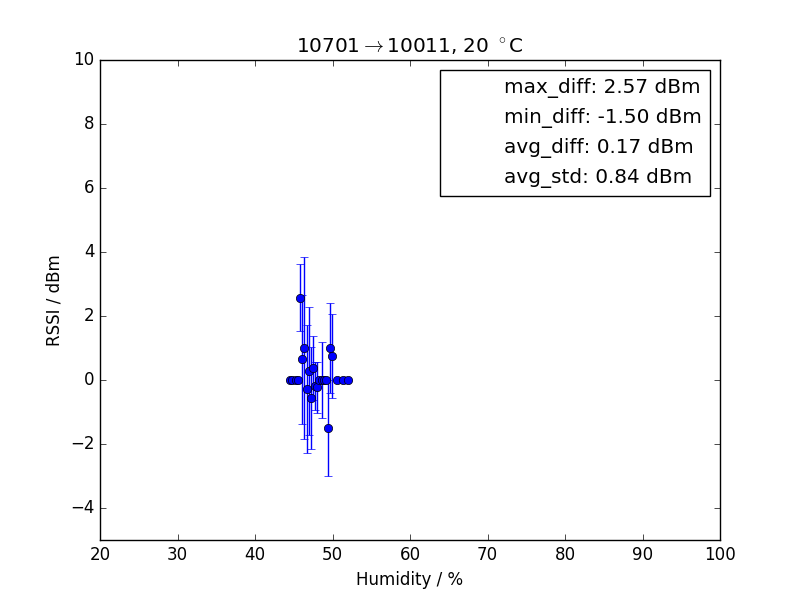 10701→10011, 20 °C
max_diff: 2.57 dBm
min_diff: -1.50 dBm
avg_diff: 0.17 dBm
avg_std: 0.84 dBm
RSSI / dBm
10
8
6
4
2
0
−2
−4
20 30 40 50 60 70 80 90 100
Humidity / %